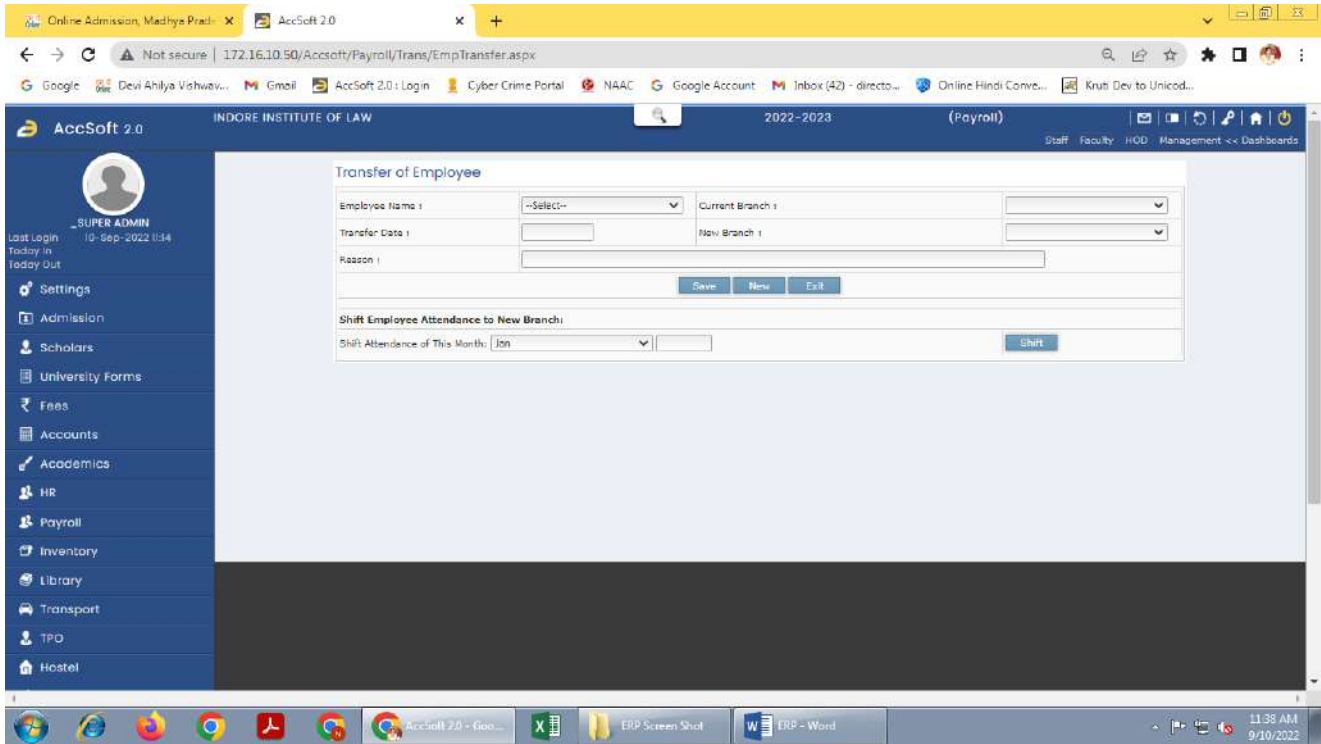 Online Admission, Madhya Prad
AccSoft 2.0
Not secure | 172.16.10.50/Accsoft/Payroll/Trans/EmpTransfer.aspx
Google Devi Ahilya Vishwav... Gmail AccSoft 2.0 : Login Cyber Crime Portal NAAC Google Account Inbox (42) - directo... Online Hindi Conve... Kruti Dev to Unicod...
AccSoft 2.0 INDORE INSTITUTE OF LAW 2022-2023 (Payroll)
Staff Faculty HOD Management << Dashboards
_SUPER ADMIN
Last Login 10-Sep-2022 11:34
Today In
Today Out
Settings
Admission
Scholars
University Forms
₹ Fees
Accounts
Academics
HR
Payroll
Inventory
Library
Transport
TPO
Hostel
Transfer of Employee
Employee Name : --Select-- Current Branch :
Transfer Date : New Branch :
Reason :
Save New Exit
Shift Employee Attendance to New Branch:
Shift Attendance of This Month: Jan Shift
AccSoft 2.0 - Goo... ERP Screen Shot ERP - Word
11:38 AM
9/10/2022